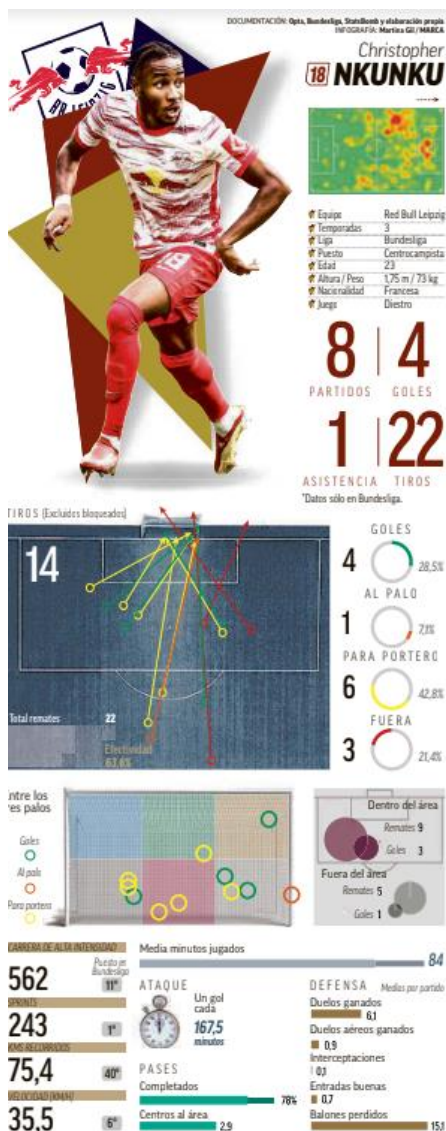 DOCUMENTACIÓN: Opta, Bundesliga, StatsBomb y elaboración propia
INFOGRAFÍA: Martina Gil / MARCA
Christopher
18 NKUNKU
RB LEIPZIG
Equipo Red Bull Leipzig
Temporadas 3
Liga Bundesliga
Puesto Centrocampista
Edad 23
Altura / Peso 1,75 m / 73 kg
Nacionalidad Francesa
Juego Diestro
8 4
PARTIDOS GOLES
1 22
ASISTENCIA TIROS
*Datos sólo en Bundesliga.
TIROS (Excluidos bloqueados)
14
Total remates 22
Efectividad
63,6%
GOLES
4 28,5%
AL PALO
1 7,1%
PARA PORTERO
6 42,8%
FUERA
3 21,4%
ntre los
es palos
Goles
Al palo
Para portero
Dentro del área
Remates 9
Goles 3
Fuera del área
Remates 5
Goles 1
CARRERA DE ALTA INTENSIDAD
Puesto en
Bundesliga
562 11º
SPRINTS
243 1º
KMS RECORRIDOS
75,4 40º
VELOCIDAD (KM/H)
35,5 6º
Media minutos jugados 84
ATAQUE
Un gol
cada
167,5
minutos
PASES
Completados
78%
Centros al área
2,9
DEFENSA Medias por partido
Duelos ganados
6,1
Duelos aéreos ganados
0,9
Interceptaciones
0,1
Entradas buenas
0,7
Balones perdidos
15,1